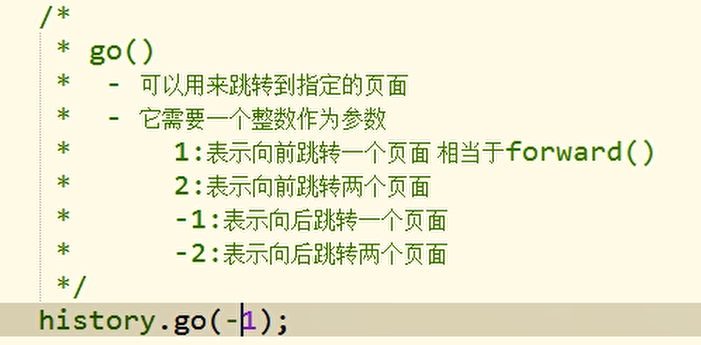 /*
* go()
* - 可以用来跳转到指定的页面
* - 它需要一个整数作为参数
* 1:表示向前跳转一个页面 相当于forward()
* 2:表示向前跳转两个页面
* -1:表示向后跳转一个页面
* -2:表示向后跳转两个页面
*/
history.go(-1);